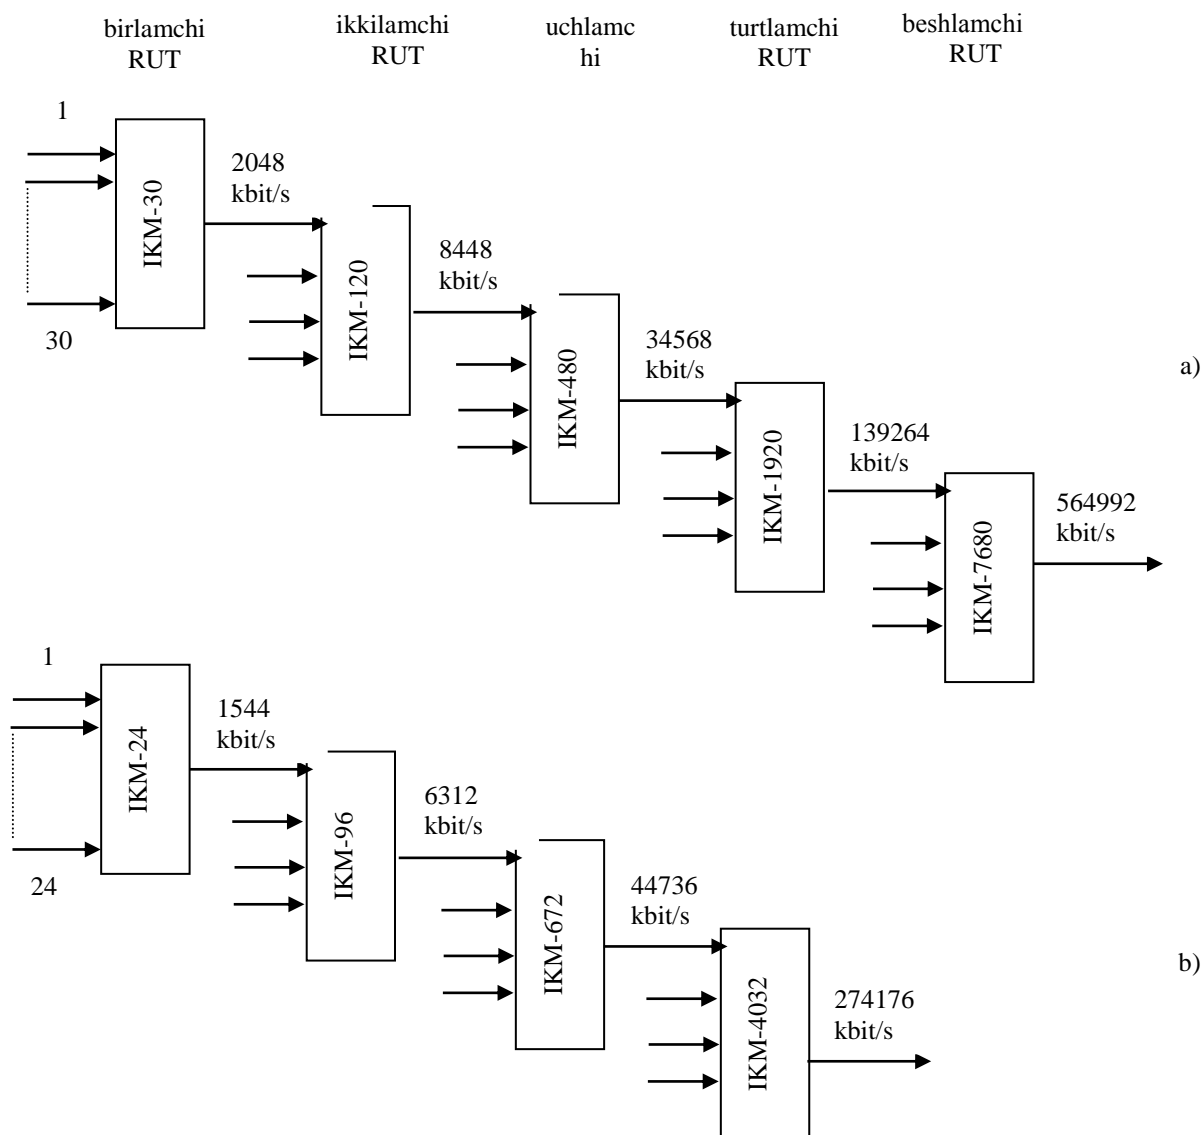 birlamchi
RUT
ikkilamchi
RUT
uchlamc
hi
turtlamchi
RUT
beshlamchi
RUT
1
IKM-30
30
2048
kbit/s
IKM-120
8448
kbit/s
IKM-480
34568
kbit/s
a)
IKM-1920
139264
kbit/s
IKM-7680
564992
kbit/s
1
IKM-24
24
1544
kbit/s
IKM-96
6312
kbit/s
IKM-672
44736
kbit/s
b)
IKM-4032
274176
kbit/s